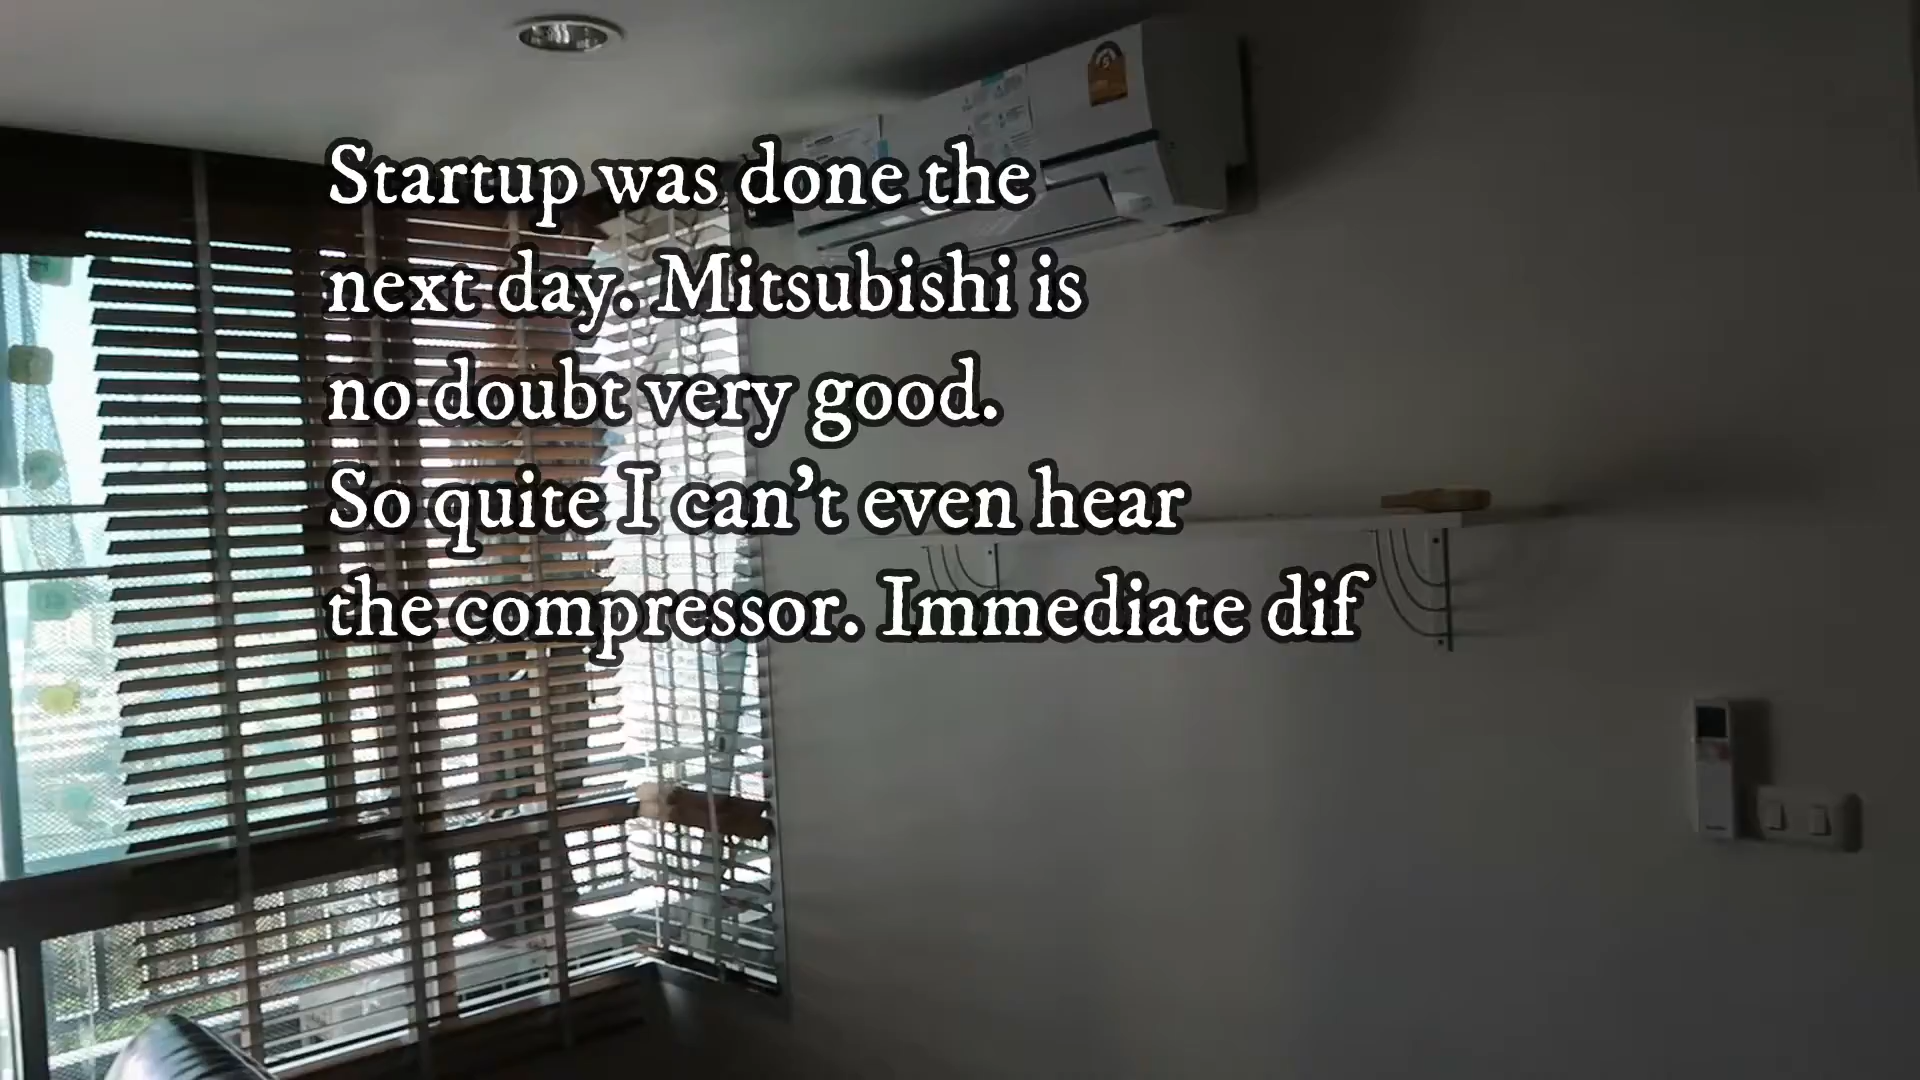 Startup was done the
next day. Mitsubishi is
no doubt very good.
So quite I can't even hear
the compressor. Immediate dif